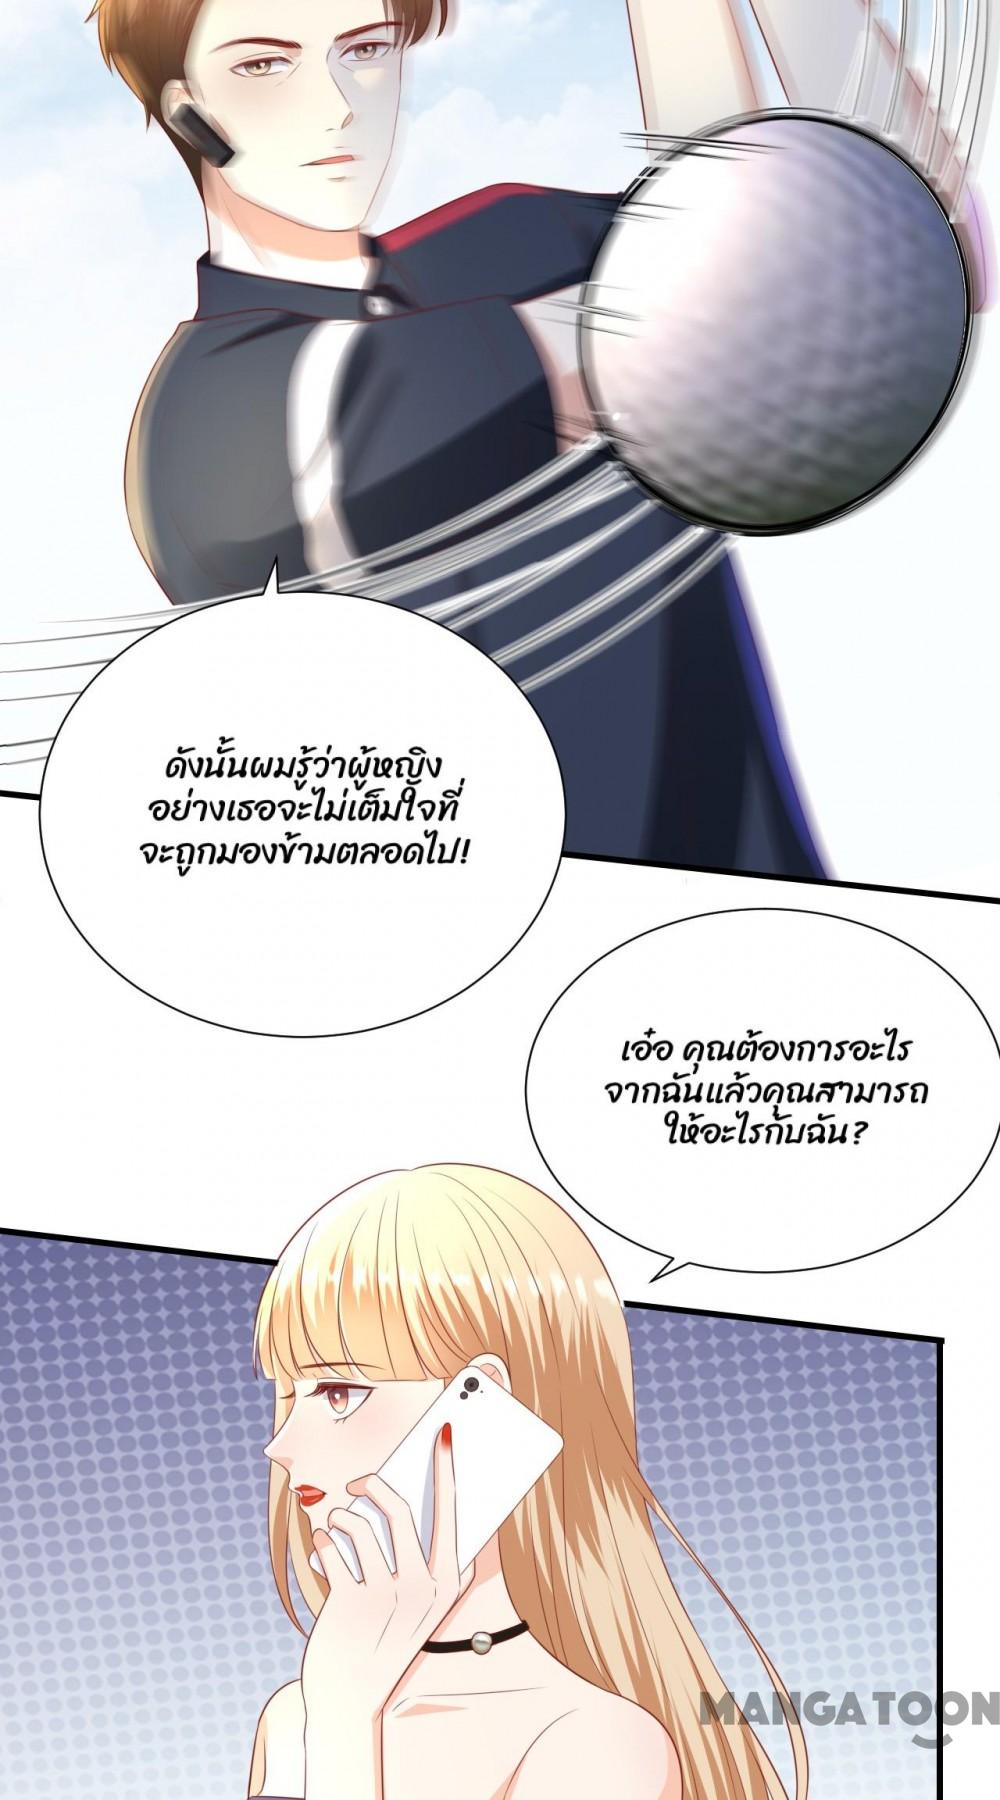 ดังนั้นผมรู้ว่าผู้หญิง
อย่างเธอจะไม่เต็มใจที่
จะถูกมองข้ามตลอดไป!
เอ๋อ คุณต้องการอะไร
จากฉันแล้วคุณสามารถ
ให้อะไรกับฉัน?
MANGATOON